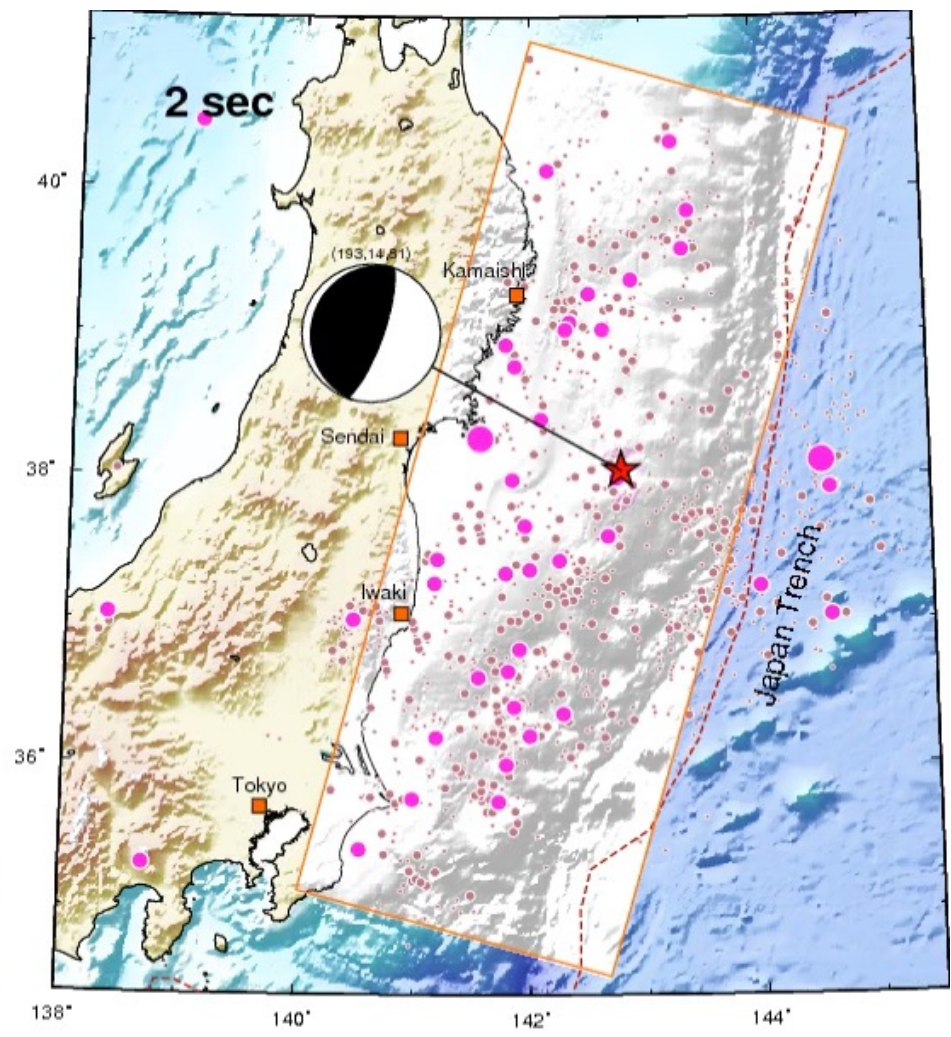 2 sec
40°
(193,14,81)
Kamaishi
Sendai
38°
Japan Trench
Iwaki
36°
Tokyo
138°
140°
142°
144°